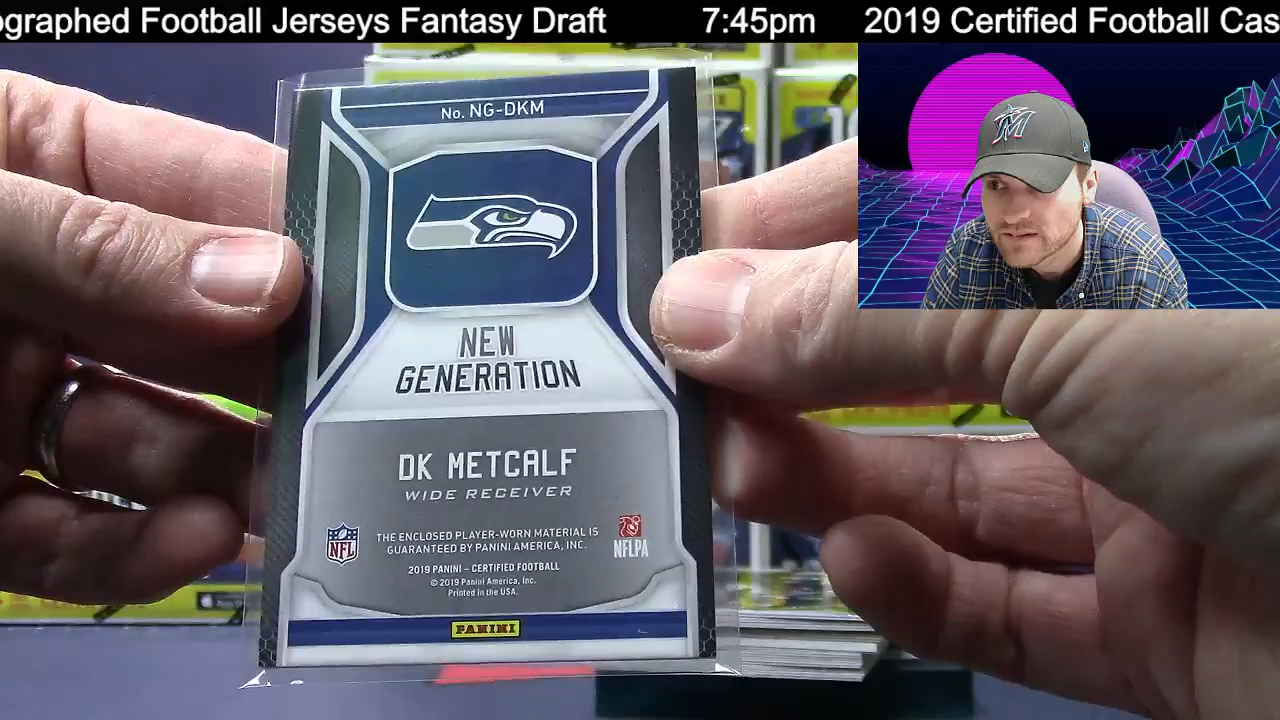 ographed Football Jerseys Fantasy Draft 7:45pm 2019 Certified Football Cas
No. NG-DKM
NEW
GENERATION
DK METCALF
WIDE RECEIVER
NFL
THE ENCLOSED PLAYER-WORN MATERIAL IS
GUARANTEED BY PANINI AMERICA, INC.
NFLPA
2019 PANINI – CERTIFIED FOOTBALL
© 2019 Panini America, Inc.
Printed in the USA.
PANINI
M